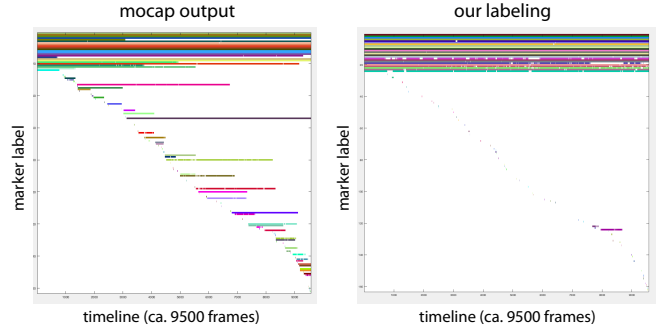 mocap output
our labeling
marker label
marker label
timeline (ca. 9500 frames)
timeline (ca. 9500 frames)